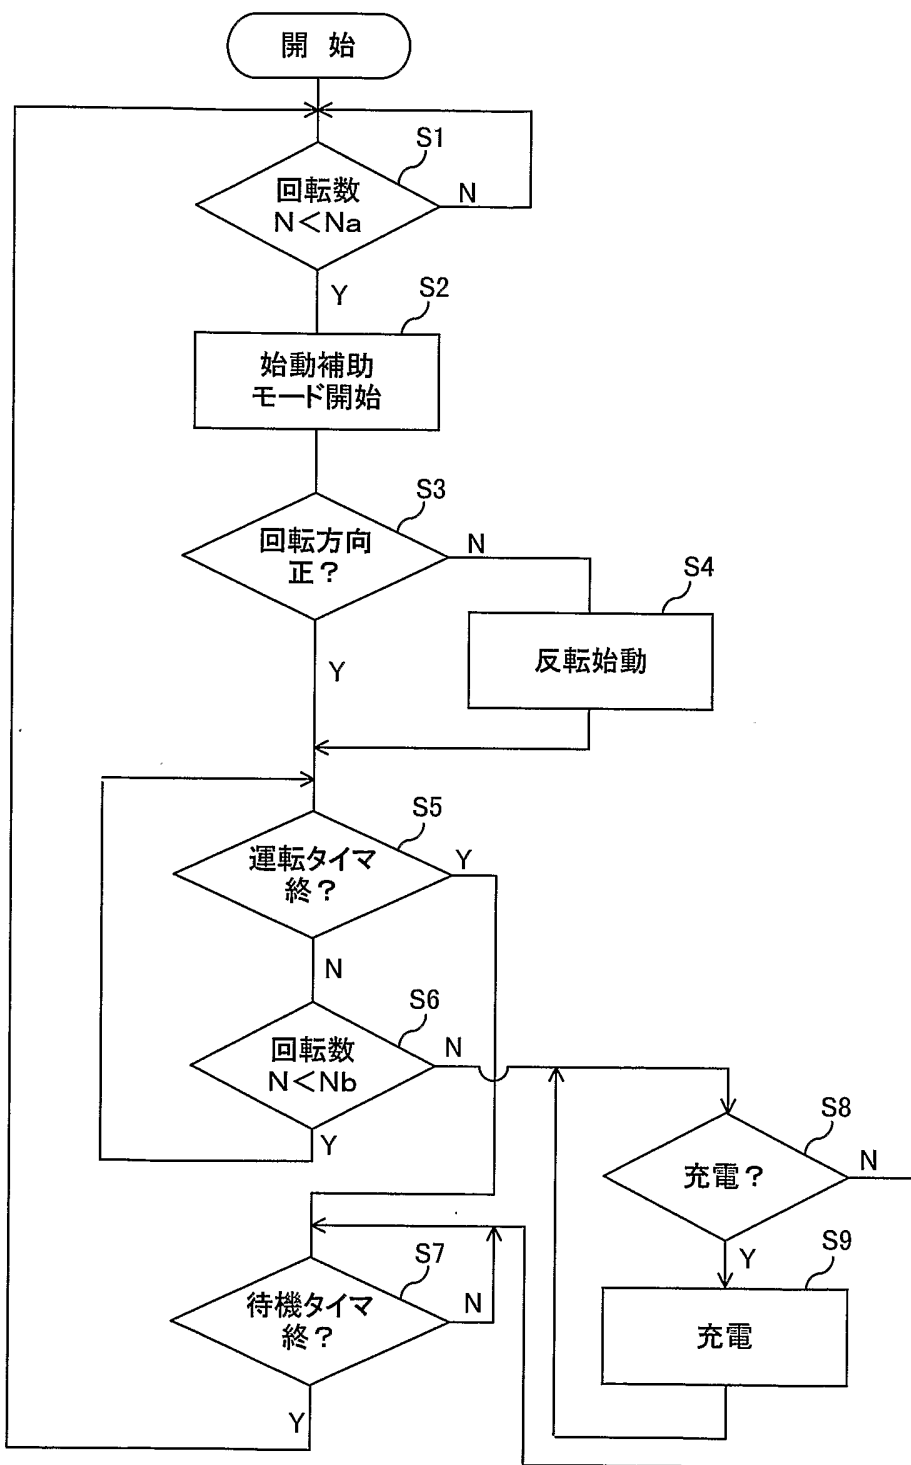 開 始
S1
回転数
N<Na
N
Y
S2
始動補助
モード開始
S3
回転方向
正?
N
Y
S4
反転始動
S5
運転タイマ
終?
Y
N
S6
回転数
N<Nb
N
Y
S8
充電?
N
Y
S7
待機タイマ
終?
N
Y
S9
充電